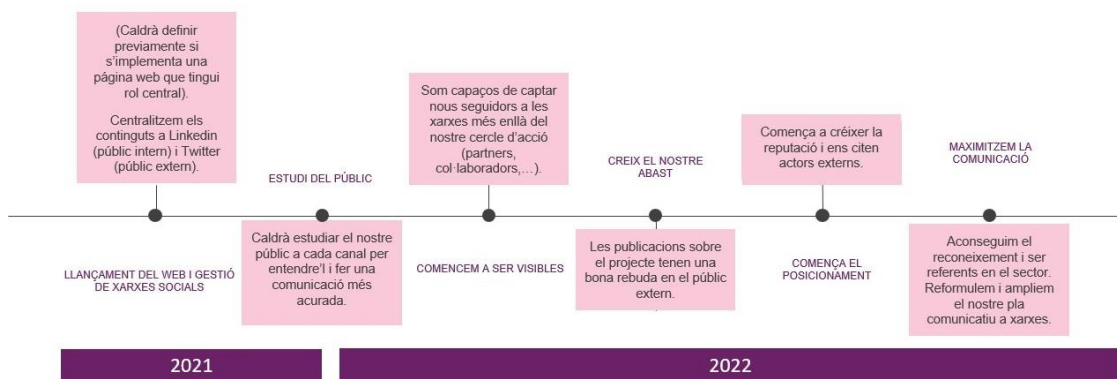 (Caldrà definir
previament si
s'implementa una
página web que tingui
rol central).
Centralitzem els
continguts a Linkedin
(públic intern) i Twitter
(públic extern).
LLANÇAMENT DEL WEB I GESTIÓ
DE XARXES SOCIALS
ESTUDI DEL PÚBLIC
Caldrà estudiar el nostre
públic a cada canal per
entendre'l i fer una
comunicació més
acurada.
Som capaços de captar
nous seguidors a les
xarxes més enllà del
nostre cercle d'acció
(partners,
col·laboradors,…).
COMENCEM A SER VISIBLES
CREIX EL NOSTRE
ABAST
Les publicacions sobre
el projecte tenen una
bona rebuda en el públic
extern.
Comença a créixer la
reputació i ens citen
actors externs.
COMENÇA EL
POSICIONAMENT
MAXIMITZEM LA
COMUNICACIÓ
Aconseguim el
reconeixement i ser
referents en el sector.
Reformulem i ampliem
el nostre pla
comunicatiu a xarxes.
2021
2022